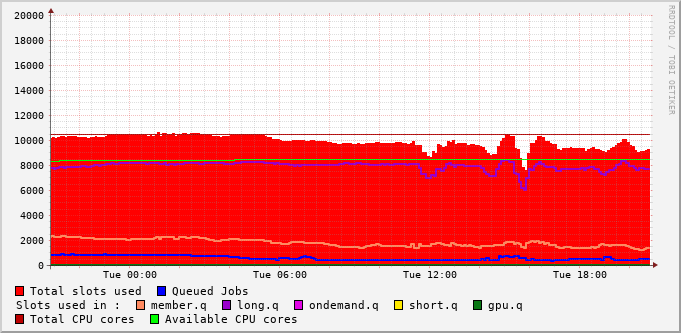 RRDTOOL / TOBI OETIKER
20000
18000
16000
14000
12000
10000
8000
6000
4000
2000
0
Tue 00:00 Tue 06:00 Tue 12:00 Tue 18:00
Total slots used Queued Jobs
Slots used in : member.q long.q ondemand.q short.q gpu.q
Total CPU cores Available CPU cores